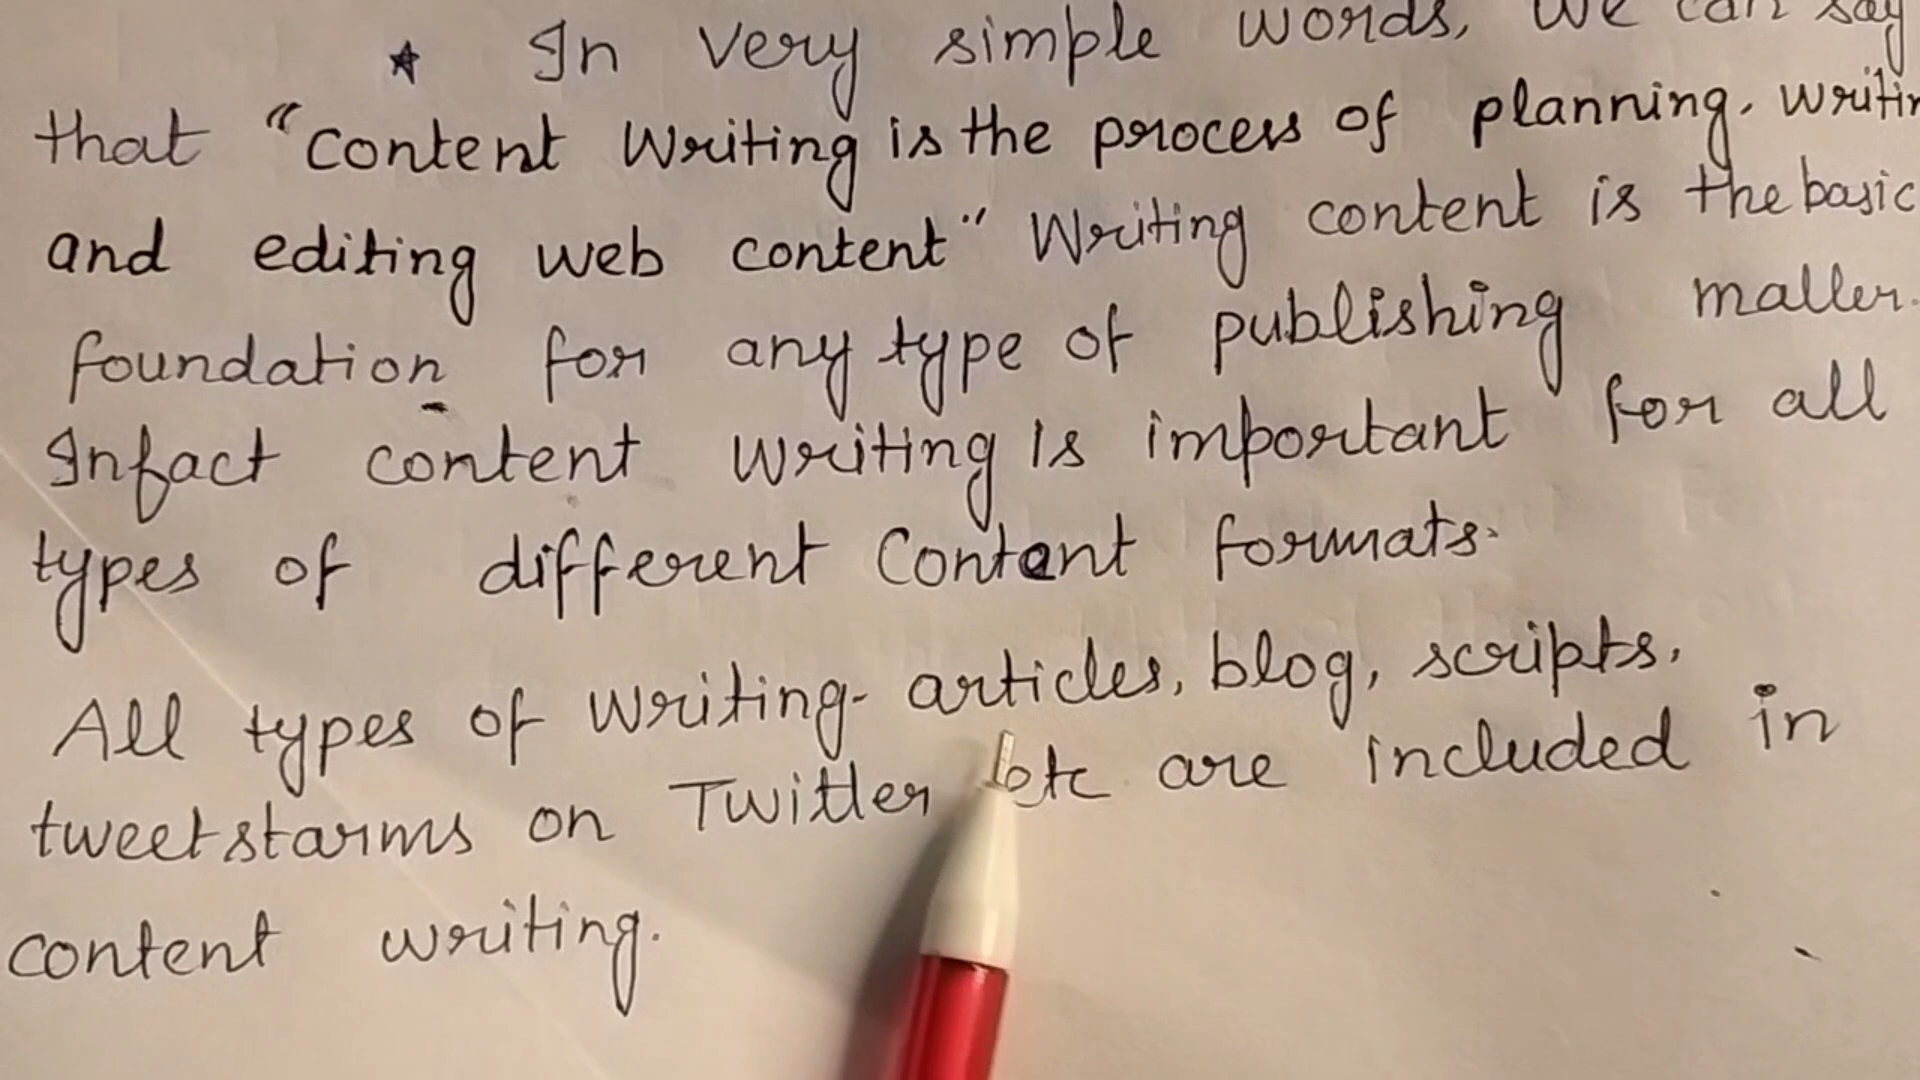 ★ In very simple words, we can say
that "Content Writing is the process of planning, writin
and editing web content" Writing content is the basic
foundation for any type of publishing matter.
Infact content writing is important for all
types of different Content formats.
All types of writing- articles, blog, scripts,
tweetstarms on Twitter etc are included in
content writing.